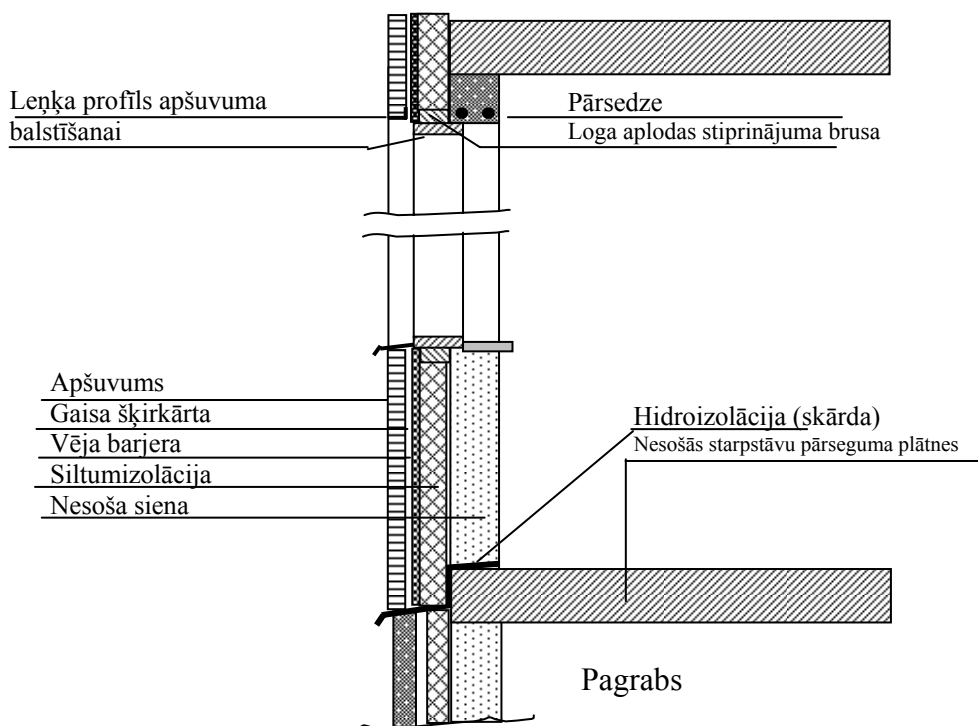 Leņķa profīls apšuvuma
balstīšanai
Pārsedze
Loga aplodas stiprinājuma brusa
Apšuvums
Gaisa šķirkārta
Vēja barjera
Siltumizolācija
Nesoša siena
Hidroizolācija (skārda)
Nesošās starpstāvu pārseguma plātnes
Pagrabs